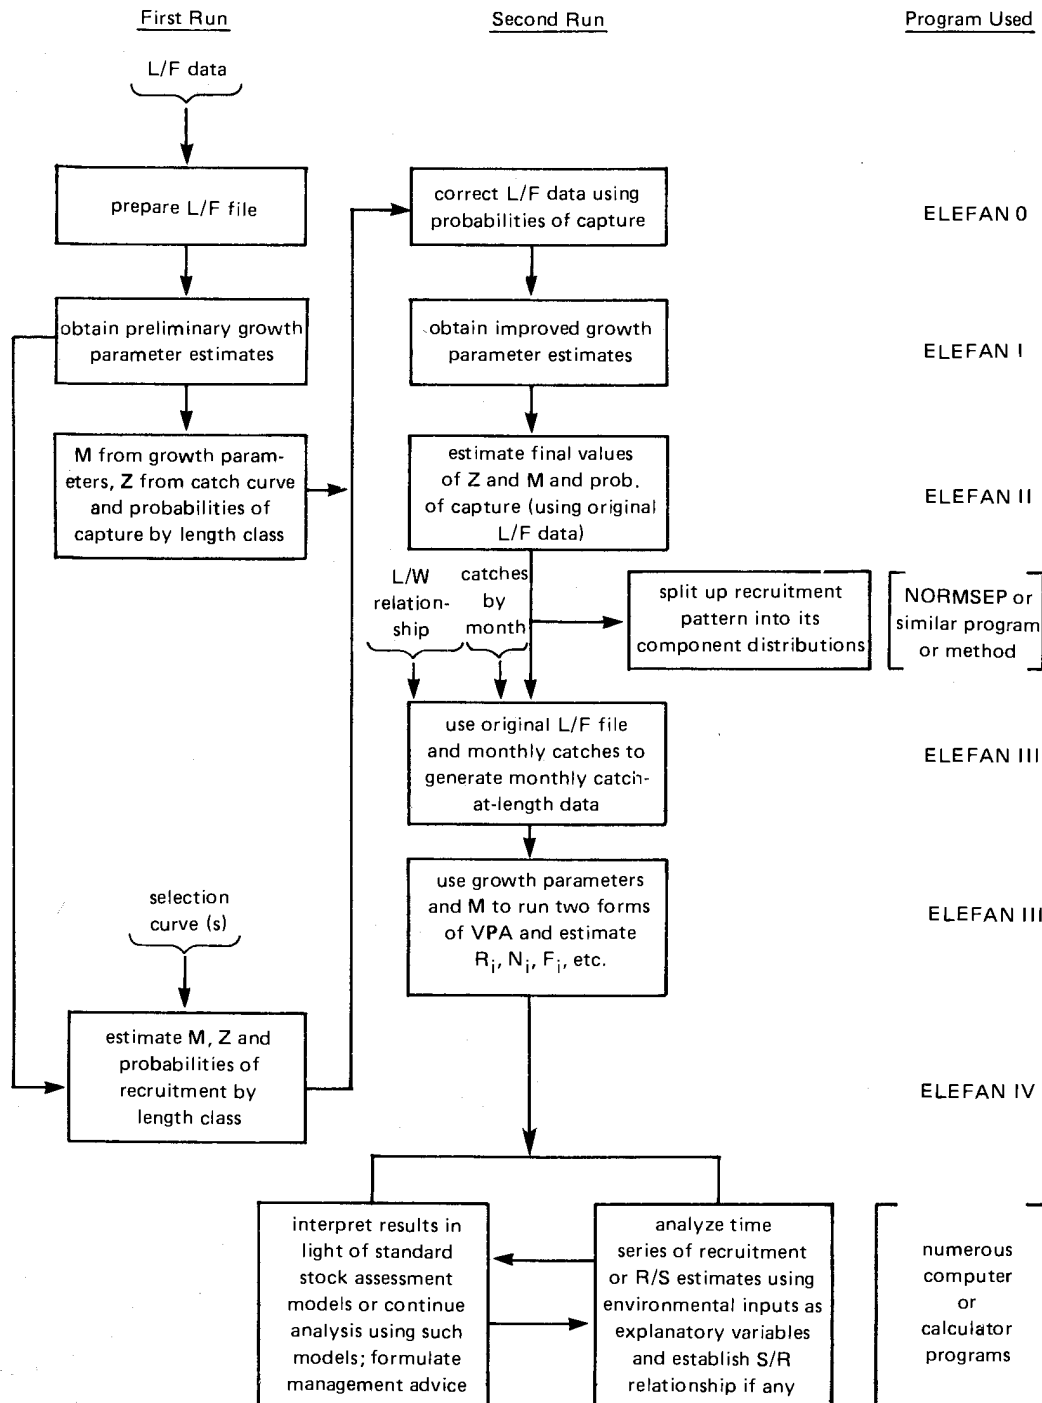 First Run
Second Run
Program Used
L/F data
prepare L/F file
correct L/F data using
probabilities of capture
ELEFAN 0
obtain preliminary growth
parameter estimates
obtain improved growth
parameter estimates
ELEFAN I
M from growth param-
eters, Z from catch curve
and probabilities of
capture by length class
estimate final values
of Z and M and prob.
of capture (using original
L/F data)
ELEFAN II
L/W
relation-
ship
catches
by
month
split up recruitment
pattern into its
component distributions
NORMSEP or
similar program
or method
use original L/F file
and monthly catches to
generate monthly catch-
at-length data
ELEFAN III
use growth parameters
and M to run two forms
of VPA and estimate
Ri, Ni, Fi, etc.
ELEFAN III
selection
curve (s)
estimate M, Z and
probabilities of
recruitment by
length class
ELEFAN IV
interpret results in
light of standard
stock assessment
models or continue
analysis using such
models; formulate
management advice
analyze time
series of recruitment
or R/S estimates using
environmental inputs as
explanatory variables
and establish S/R
relationship if any
numerous
computer
or
calculator
programs